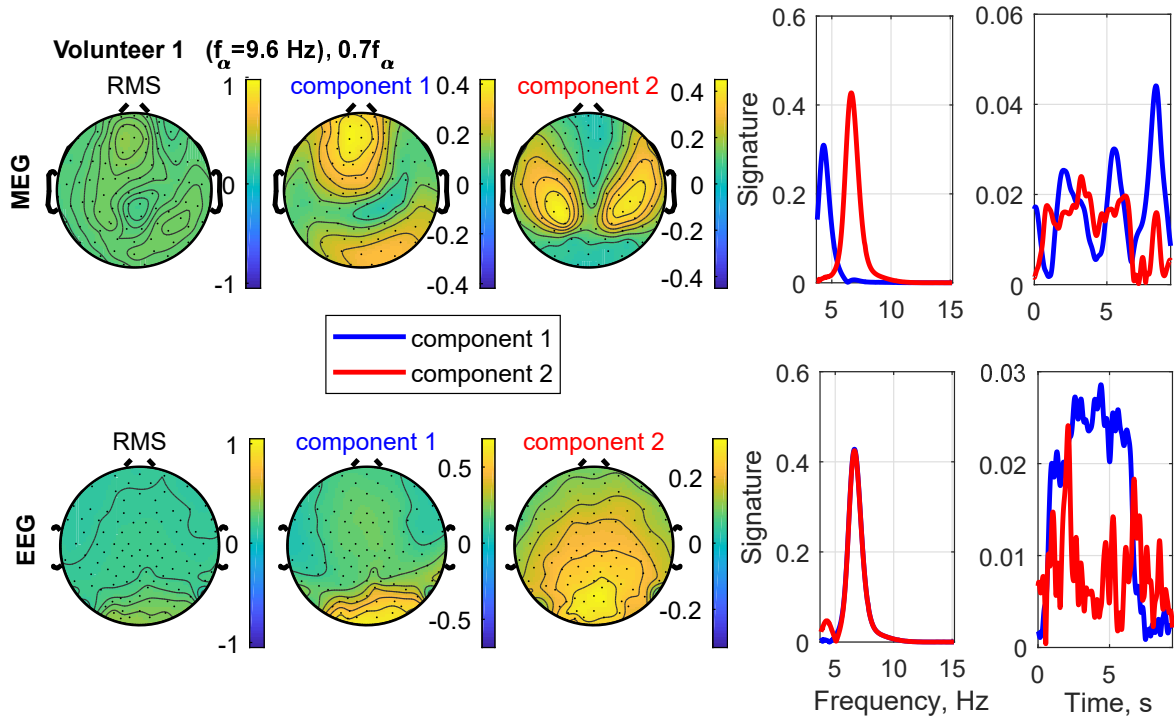 Volunteer 1 (fα=9.6 Hz), 0.7fα
MEG
RMS
1
0
-1
component 1
0.4
0.2
0
-0.2
-0.4
component 2
0.4
0.2
0
-0.2
-0.4
Signature
0.6
0.4
0.2
0
5 10 15
0.06
0.04
0.02
0
0 5
component 1
component 2
EEG
RMS
1
0
-1
component 1
0.5
0
-0.5
component 2
0.2
0
-0.2
Signature
0.6
0.4
0.2
0
5 10 15
Frequency, Hz
0.03
0.02
0.01
0
0 5
Time, s